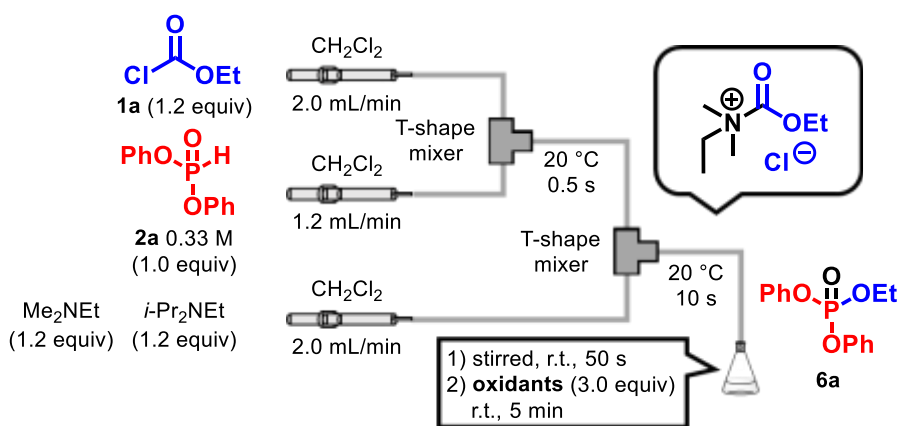 O
Cl
OEt
1a (1.2 equiv)
CH2Cl2
2.0 mL/min
O
PhO
P
H
OPh
2a 0.33 M
(1.0 equiv)
CH2Cl2
1.2 mL/min
T-shape
mixer
20 °C
0.5 s
Me2NEt
(1.2 equiv)
i-Pr2NEt
(1.2 equiv)
CH2Cl2
2.0 mL/min
T-shape
mixer
20 °C
10 s
O
⊕
N
OEt
Cl ⊖
1) stirred, r.t., 50 s
2) oxidants (3.0 equiv)
r.t., 5 min
O
PhO
P
OEt
OPh
6a